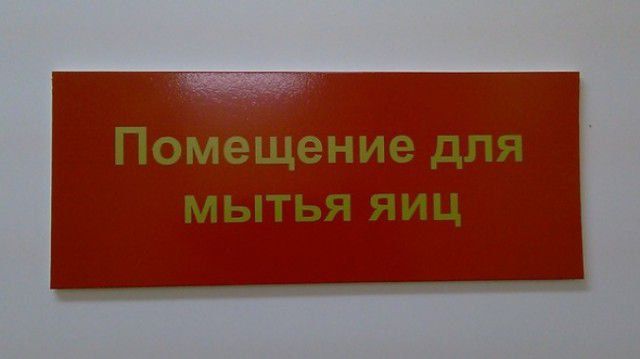 Помещение для
мытья яиц